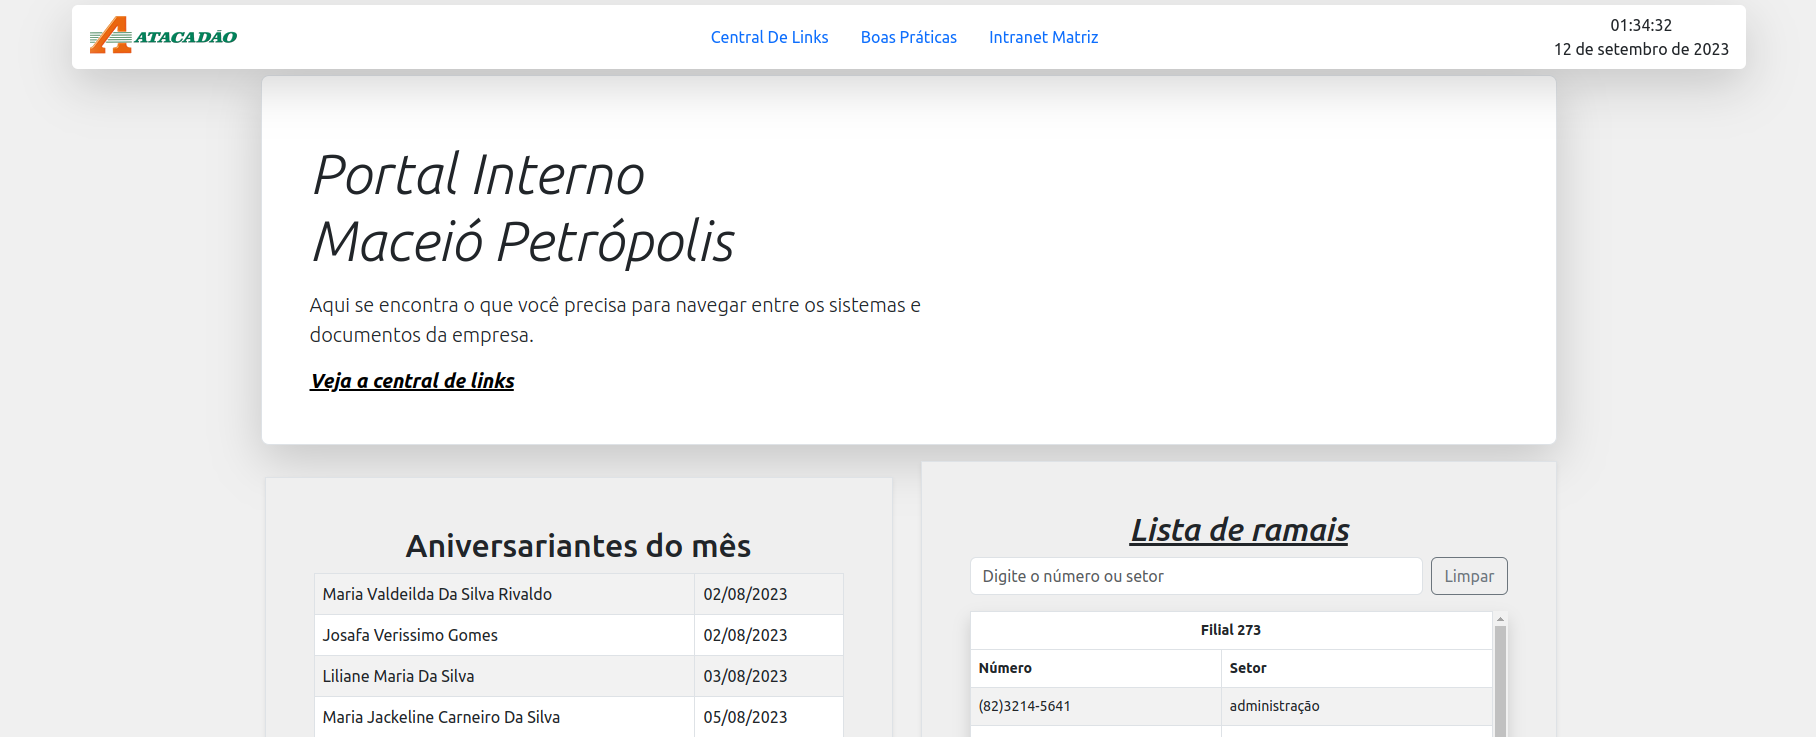 ATACADÃO
Central De Links
Boas Práticas
Intranet Matriz
01:34:32
12 de setembro de 2023
Portal Interno
Maceió Petrópolis
Aqui se encontra o que você precisa para navegar entre os sistemas e
documentos da empresa.
Veja a central de links
Aniversariantes do mês
Maria Valdeilda Da Silva Rivaldo 02/08/2023
Josafa Verissimo Gomes 02/08/2023
Liliane Maria Da Silva 03/08/2023
Maria Jackeline Carneiro Da Silva 05/08/2023
Lista de ramais
Digite o número ou setor Limpar
Filial 273
Número Setor
(82)3214-5641 administração